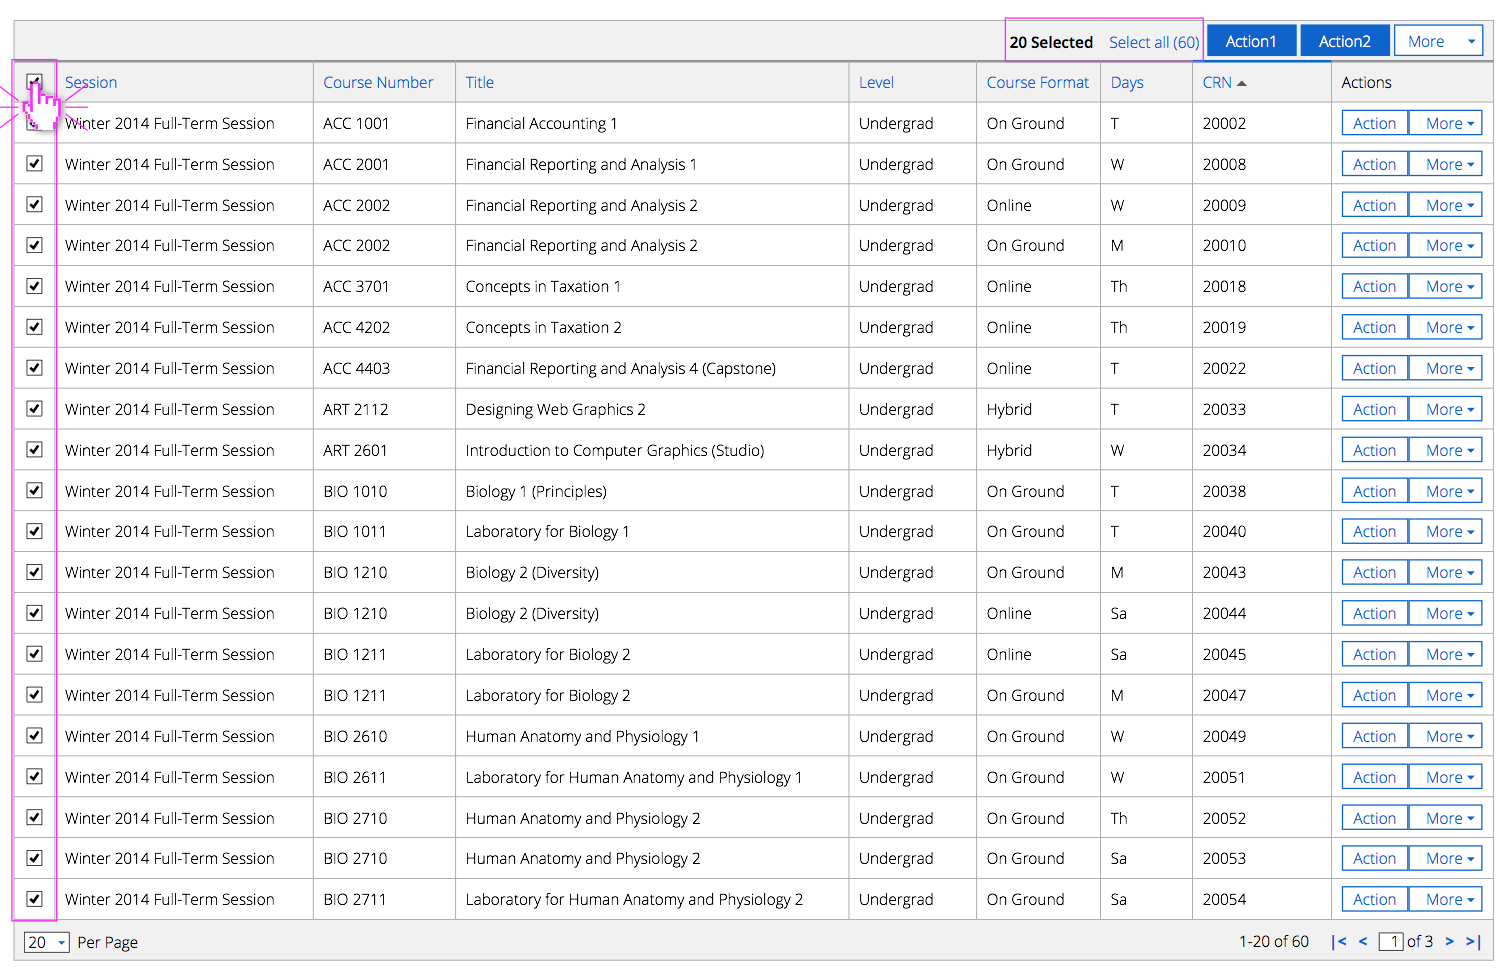 20 Selected Select all (60) Action1 Action2 More
Session Course Number Title Level Course Format Days CRN Actions
Winter 2014 Full-Term Session ACC 1001 Financial Accounting 1 Undergrad On Ground T 20002 Action More
Winter 2014 Full-Term Session ACC 2001 Financial Reporting and Analysis 1 Undergrad On Ground W 20008 Action More
Winter 2014 Full-Term Session ACC 2002 Financial Reporting and Analysis 2 Undergrad Online W 20009 Action More
Winter 2014 Full-Term Session ACC 2002 Financial Reporting and Analysis 2 Undergrad On Ground M 20010 Action More
Winter 2014 Full-Term Session ACC 3701 Concepts in Taxation 1 Undergrad Online Th 20018 Action More
Winter 2014 Full-Term Session ACC 4202 Concepts in Taxation 2 Undergrad Online Th 20019 Action More
Winter 2014 Full-Term Session ACC 4403 Financial Reporting and Analysis 4 (Capstone) Undergrad Online T 20022 Action More
Winter 2014 Full-Term Session ART 2112 Designing Web Graphics 2 Undergrad Hybrid T 20033 Action More
Winter 2014 Full-Term Session ART 2601 Introduction to Computer Graphics (Studio) Undergrad Hybrid W 20034 Action More
Winter 2014 Full-Term Session BIO 1010 Biology 1 (Principles) Undergrad On Ground T 20038 Action More
Winter 2014 Full-Term Session BIO 1011 Laboratory for Biology 1 Undergrad On Ground T 20040 Action More
Winter 2014 Full-Term Session BIO 1210 Biology 2 (Diversity) Undergrad On Ground M 20043 Action More
Winter 2014 Full-Term Session BIO 1210 Biology 2 (Diversity) Undergrad Online Sa 20044 Action More
Winter 2014 Full-Term Session BIO 1211 Laboratory for Biology 2 Undergrad Online Sa 20045 Action More
Winter 2014 Full-Term Session BIO 1211 Laboratory for Biology 2 Undergrad On Ground M 20047 Action More
Winter 2014 Full-Term Session BIO 2610 Human Anatomy and Physiology 1 Undergrad On Ground W 20049 Action More
Winter 2014 Full-Term Session BIO 2611 Laboratory for Human Anatomy and Physiology 1 Undergrad On Ground W 20051 Action More
Winter 2014 Full-Term Session BIO 2710 Human Anatomy and Physiology 2 Undergrad On Ground Th 20052 Action More
Winter 2014 Full-Term Session BIO 2710 Human Anatomy and Physiology 2 Undergrad On Ground Sa 20053 Action More
Winter 2014 Full-Term Session BIO 2711 Laboratory for Human Anatomy and Physiology 2 Undergrad On Ground Sa 20054 Action More
20 Per Page 1-20 of 60 |< < 1 of 3 > >|